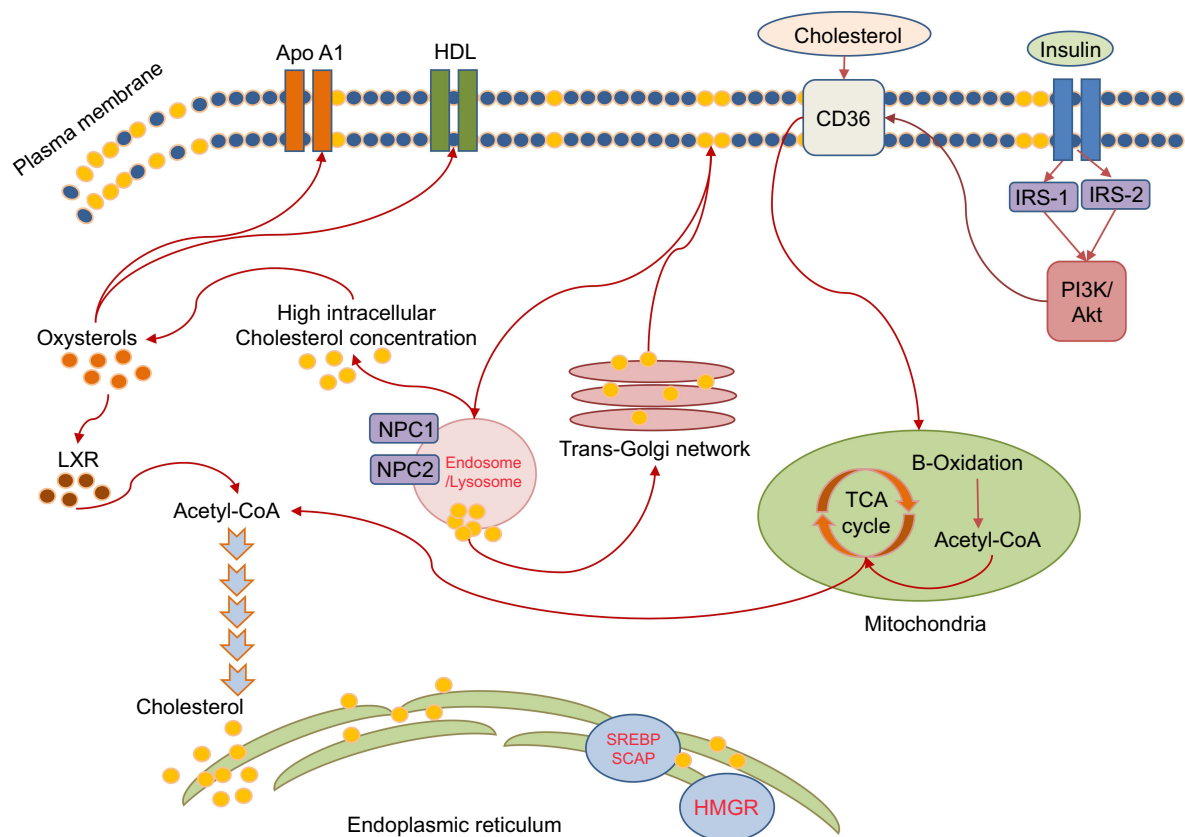 Cholesterol
Apo A1
HDL
Insulin
Plasma membrane
CD36
IRS-1
IRS-2
PI3K/
Akt
High intracellular
Cholesterol concentration
Oxysterols
NPC1
NPC2
Endosome
/Lysosome
Trans-Golgi network
LXR
Acetyl-CoA
B-Oxidation
TCA
cycle
Acetyl-CoA
Mitochondria
Cholesterol
SREBP
SCAP
HMGR
Endoplasmic reticulum